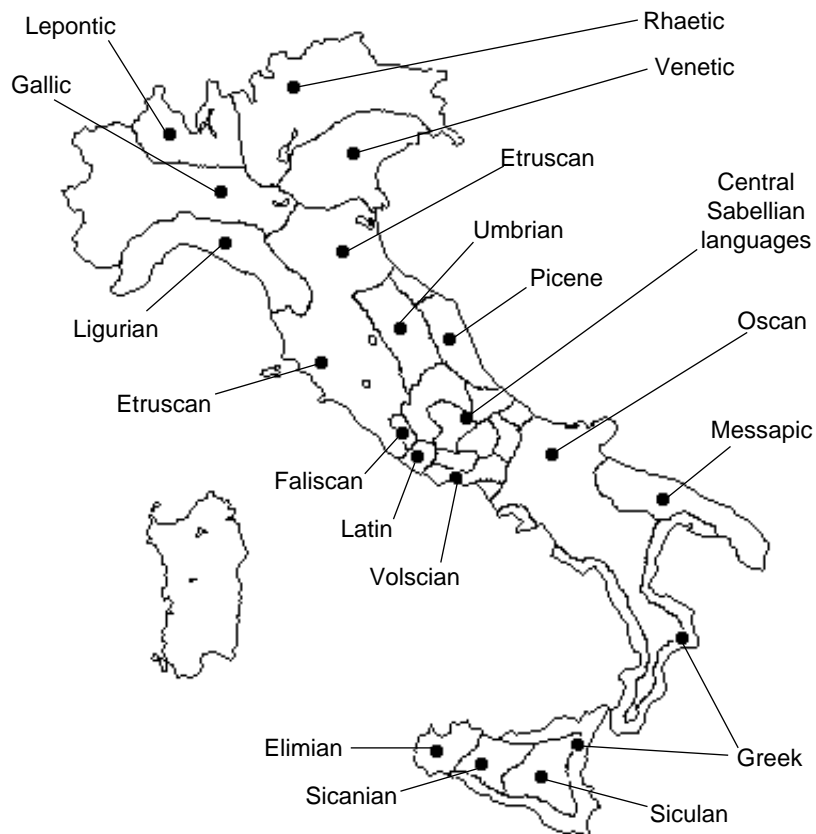 Lepontic
Rhaetic
Gallic
Venetic
Etruscan
Central
Sabellian
languages
Umbrian
Picene
Ligurian
Oscan
Etruscan
Messapic
Faliscan
Latin
Volscian
Elimian
Greek
Sicanian
Siculan